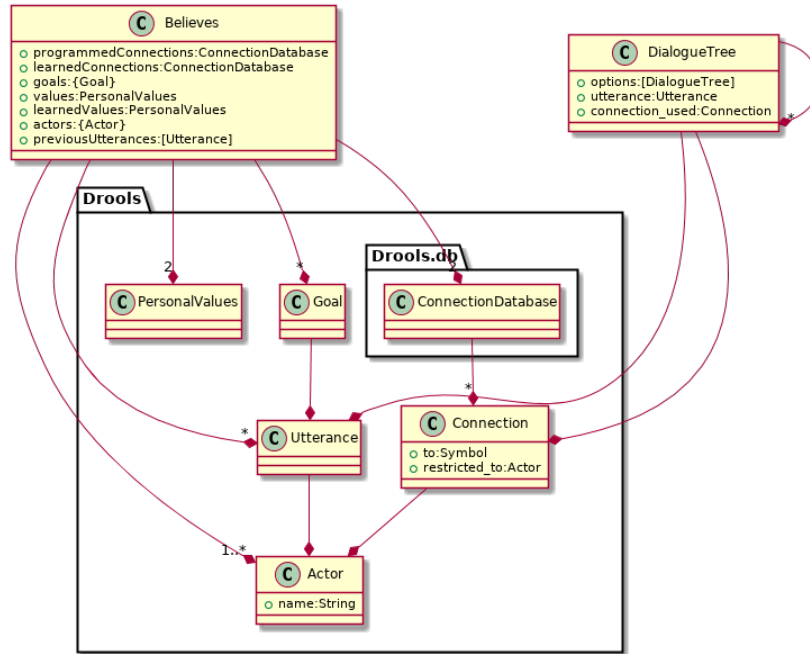 C Believes
programmedConnections:ConnectionDatabase
learnedConnections:ConnectionDatabase
goals:{Goal}
values:PersonalValues
learnedValues:PersonalValues
actors:{Actor}
previousUtterances:[Utterance]
C DialogueTree
options:[DialogueTree]
utterance:Utterance
connection_used:Connection
*
Drools
Drools.db
2
*
2
C PersonalValues
C Goal
C ConnectionDatabase
*
*
C Utterance
C Connection
to:Symbol
restricted_to:Actor
1..*
C Actor
name:String